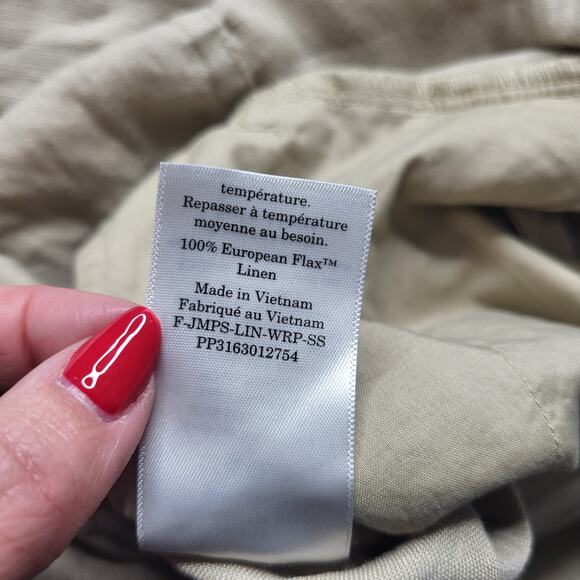 température.
Repasser à température
moyenne au besoin.
100% European Flax™
Linen
Made in Vietnam
Fabriqué au Vietnam
F-JMPS-LIN-WRP-SS
PP3163012754